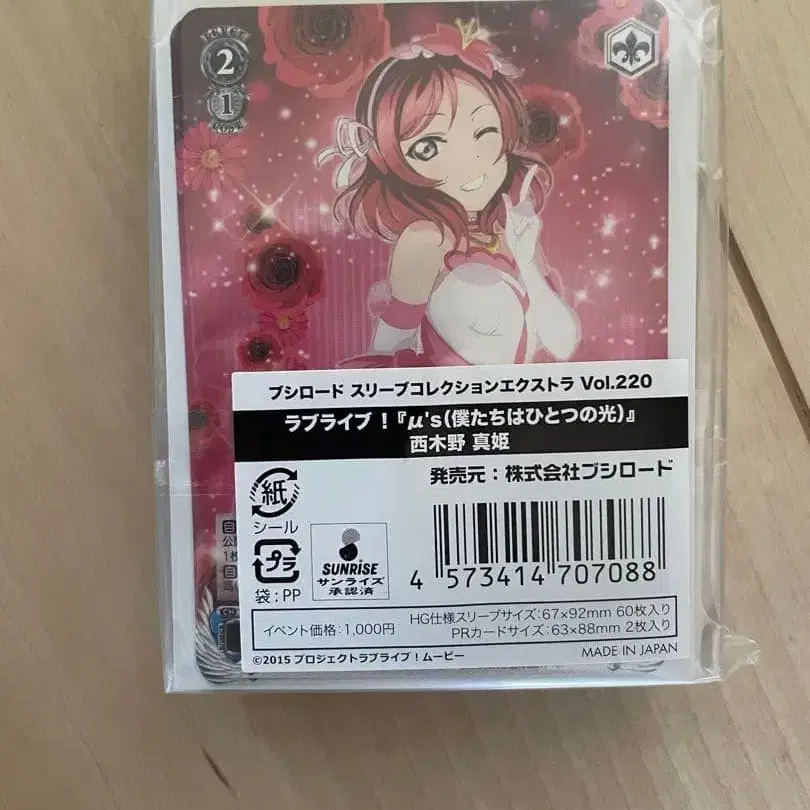 2
1
ブシロード スリーブコレクションエクストラ Vol.220
ラブライブ！『μ's(僕たちはひとつの光)』
西木野 真姫
発売元：株式会社ブシロード
紙
シール
プラ
袋：PP
SUNRISE
サンライズ
承認済
4 573414 707088
イベント価格：1,000円
HG仕様スリーブサイズ：67×92mm 60枚入り
PRカードサイズ：63×88mm 2枚入り
©2015 プロジェクトラブライブ！ムービー
MADE IN JAPAN